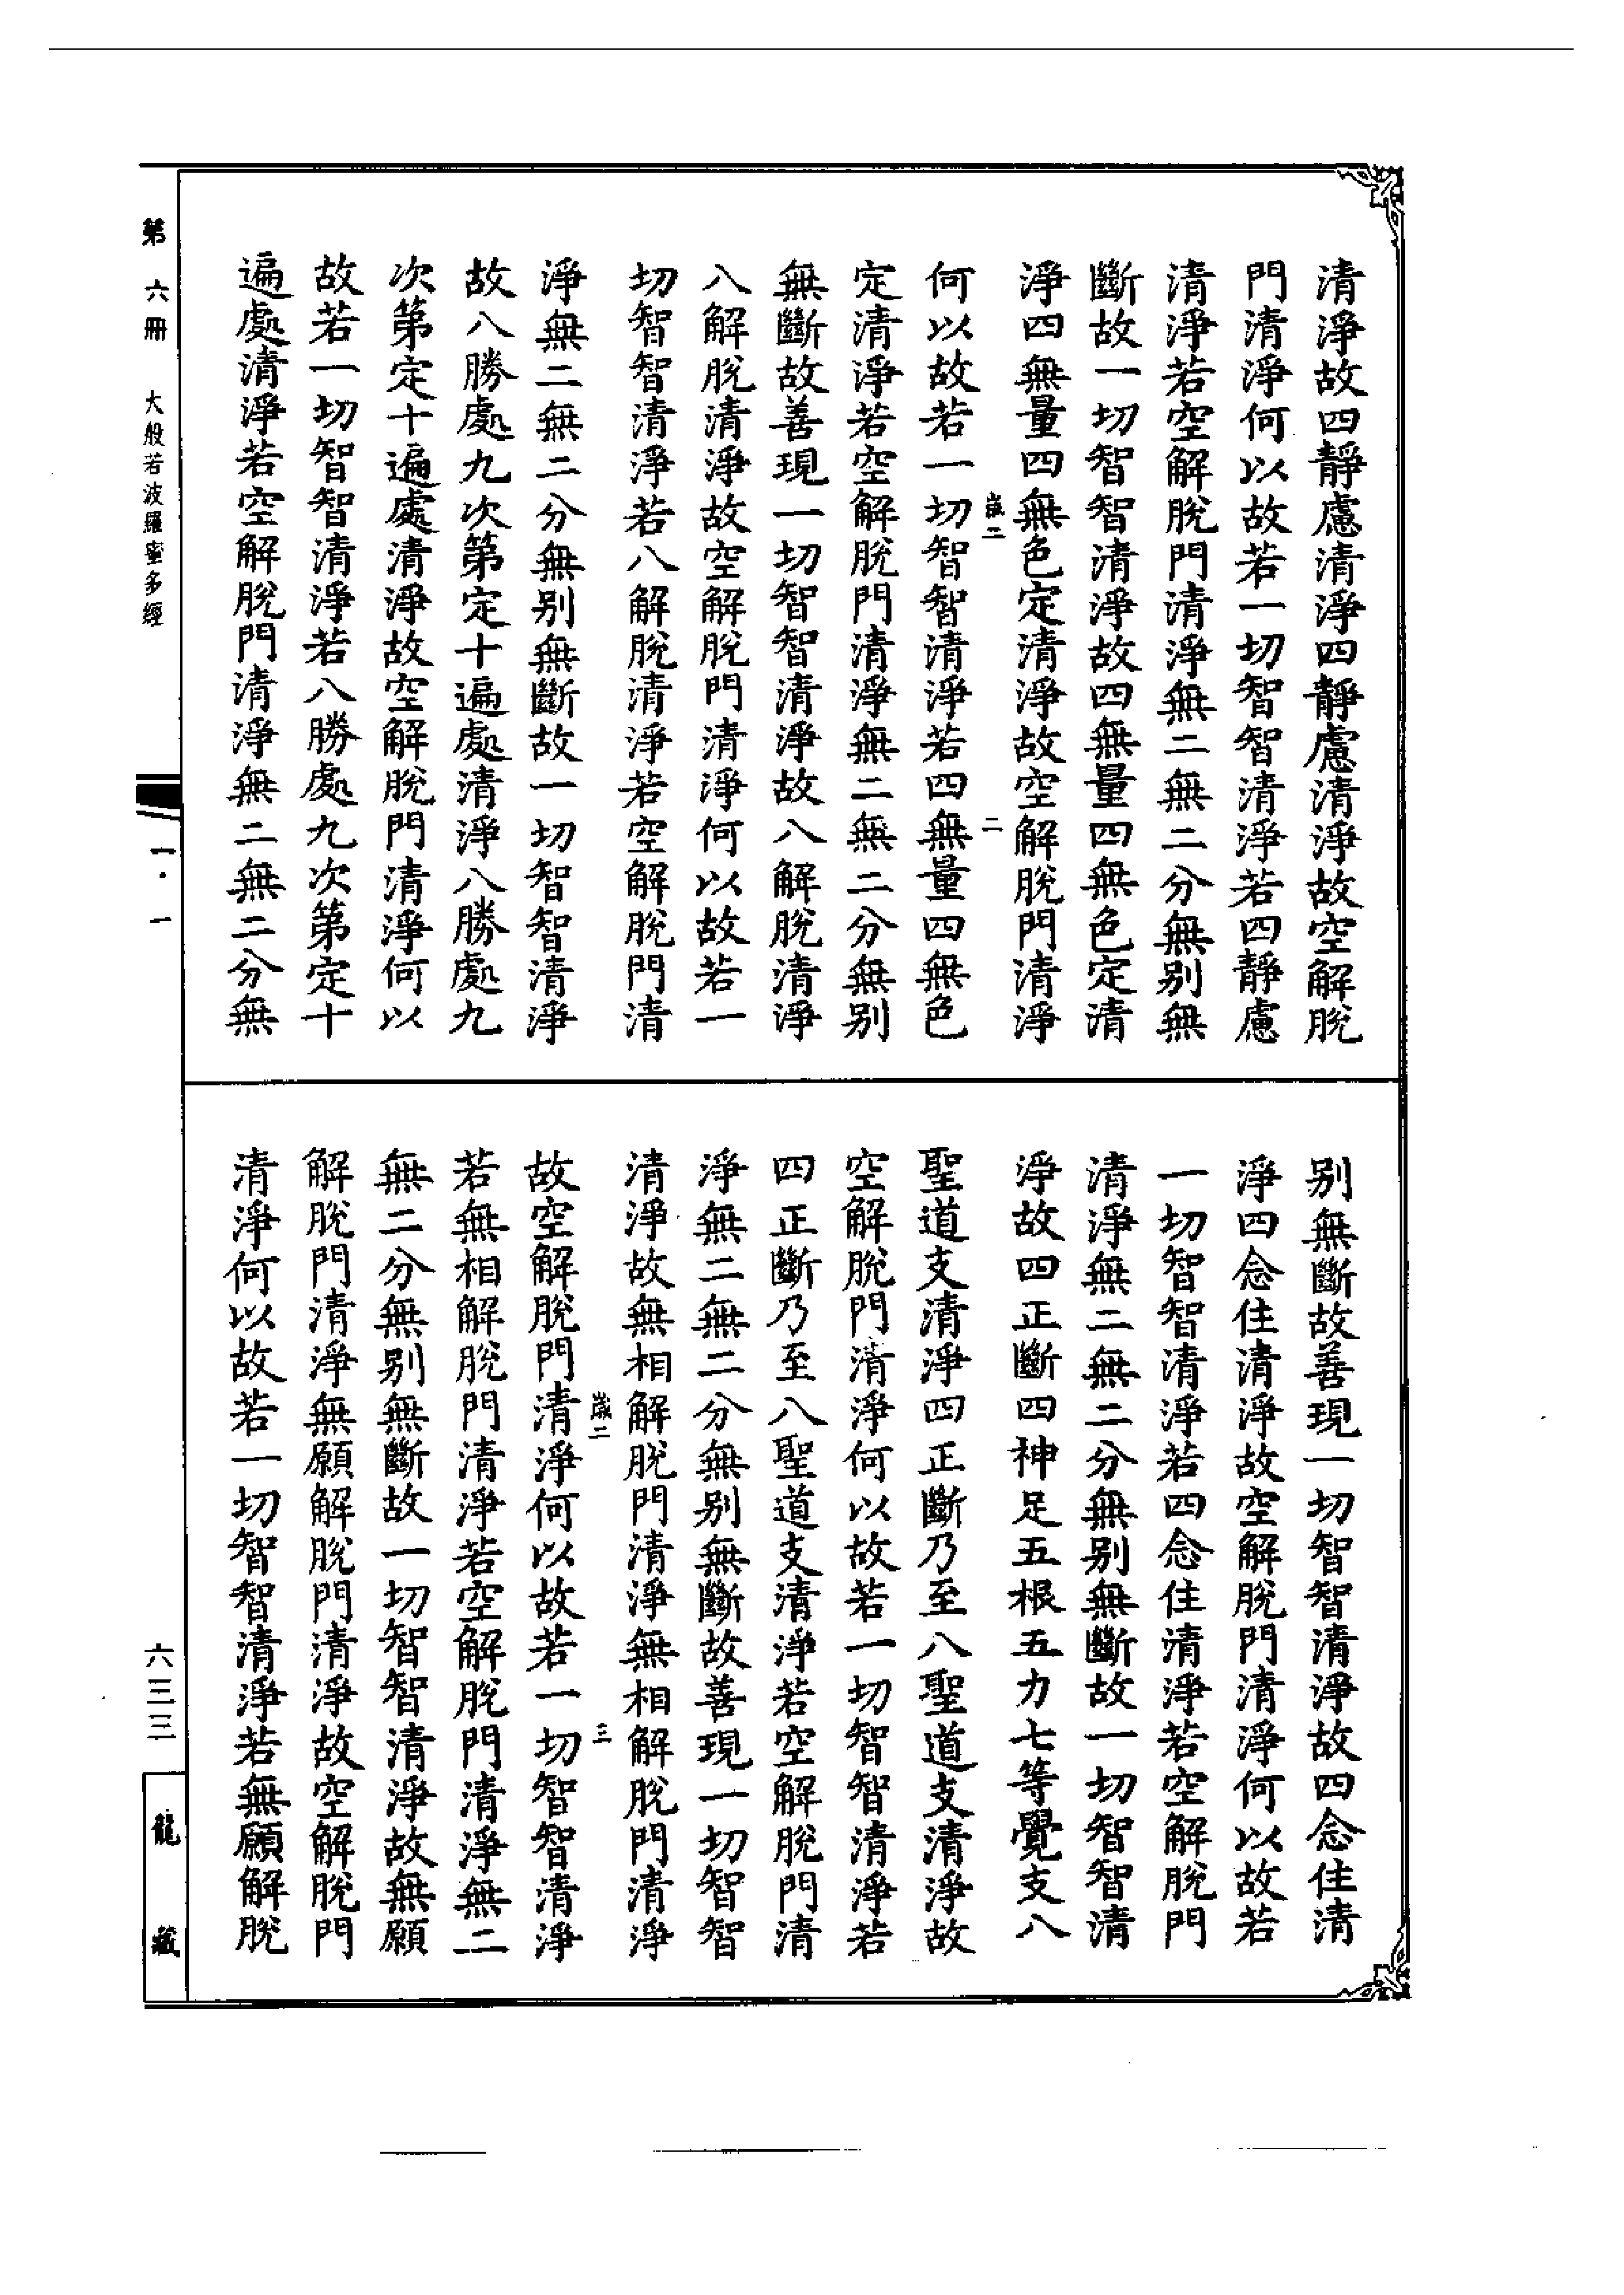 清淨故四靜慮清淨四靜慮清淨故空解脫
門清淨何以故若一切智智清淨若四靜慮
清淨若空解脫門清淨無二無二分無別無
斷故一切智智清淨故四無量四無色定清
淨四無量四無色定清淨故空解脫門清淨
歲二 二
何以故若一切智智清淨若四無量四無色
定清淨若空解脫門清淨無二無二分無別
無斷故善現一切智智清淨故八解脫清淨
八解脫清淨故空解脫門清淨何以故若一
切智智清淨若八解脫清淨若空解脫門清
淨無二無二分無別無斷故一切智智清淨
故八勝處九次第定十遍處清淨八勝處九
次第定十遍處清淨故空解脫門清淨何以
故若一切智智清淨若八勝處九次第定十
遍處清淨若空解脫門清淨無二無二分無
別無斷故善現一切智智清淨故四念住清
淨四念住清淨故空解脫門清淨何以故若
一切智智清淨若四念住清淨若空解脫門
清淨無二無二分無別無斷故一切智智清
淨故四正斷四神足五根五力七等覺支八
聖道支清淨四正斷乃至八聖道支清淨故
空解脫門清淨何以故若一切智智清淨若
四正斷乃至八聖道支清淨若空解脫門清
淨無二無二分無別無斷故善現一切智智
清淨故無相解脫門清淨無相解脫門清淨
歲二 三
故空解脫門清淨何以故若一切智智清淨
若無相解脫門清淨若空解脫門清淨無二
無二分無別無斷故一切智智清淨故無願
解脫門清淨無願解脫門清淨故空解脫門
清淨何以故若一切智智清淨若無願解脫
第六冊 大般若波羅蜜多經 一·一 六三三 龍藏